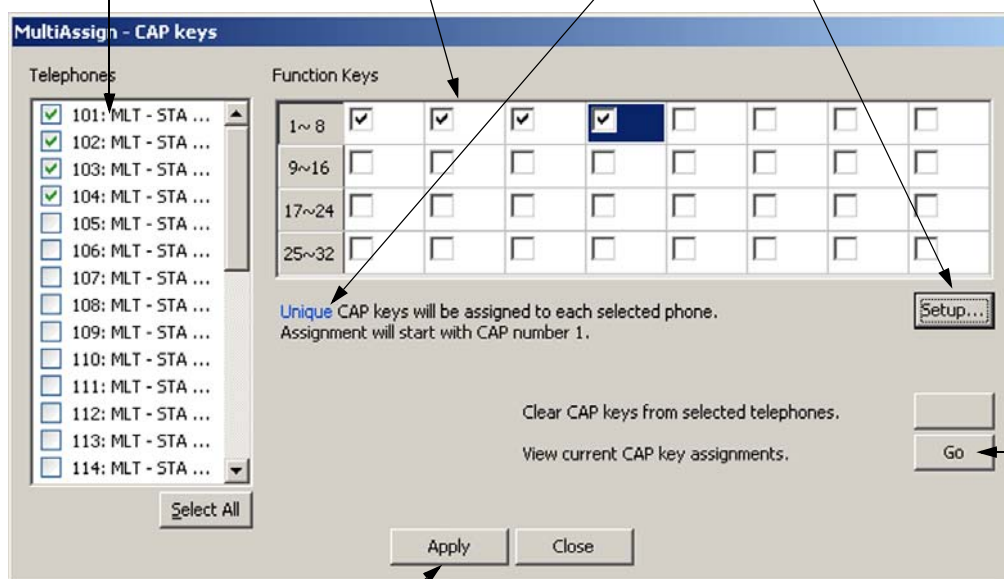 MultiAssign - CAP keys
Telephones
Function Keys
101: MLT - STA ...
102: MLT - STA ...
103: MLT - STA ...
104: MLT - STA ...
105: MLT - STA ...
106: MLT - STA ...
107: MLT - STA ...
108: MLT - STA ...
109: MLT - STA ...
110: MLT - STA ...
111: MLT - STA ...
112: MLT - STA ...
113: MLT - STA ...
114: MLT - STA ...
Select All
1~ 8
9~16
17~24
25~32
Unique CAP keys will be assigned to each selected phone.
Assignment will start with CAP number 1.
Setup...
Clear CAP keys from selected telephones.
View current CAP key assignments.
Go
Apply
Close